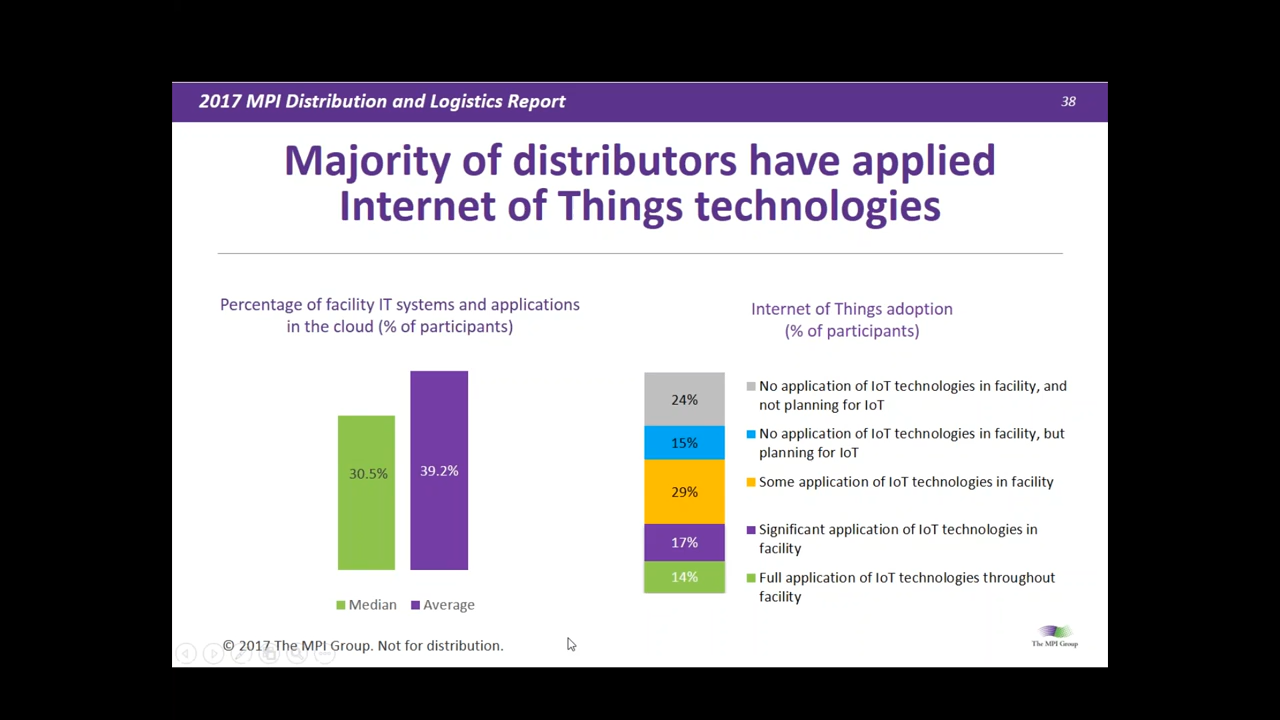 2017 MPI Distribution and Logistics Report
38
Majority of distributors have applied
Internet of Things technologies
Percentage of facility IT systems and applications
in the cloud (% of participants)
30.5%
39.2%
Median
Average
Internet of Things adoption
(% of participants)
24%
15%
29%
17%
14%
No application of IoT technologies in facility, and
not planning for IoT
No application of IoT technologies in facility, but
planning for IoT
Some application of IoT technologies in facility
Significant application of IoT technologies in
facility
Full application of IoT technologies throughout
facility
© 2017 The MPI Group. Not for distribution.
The MPI Group